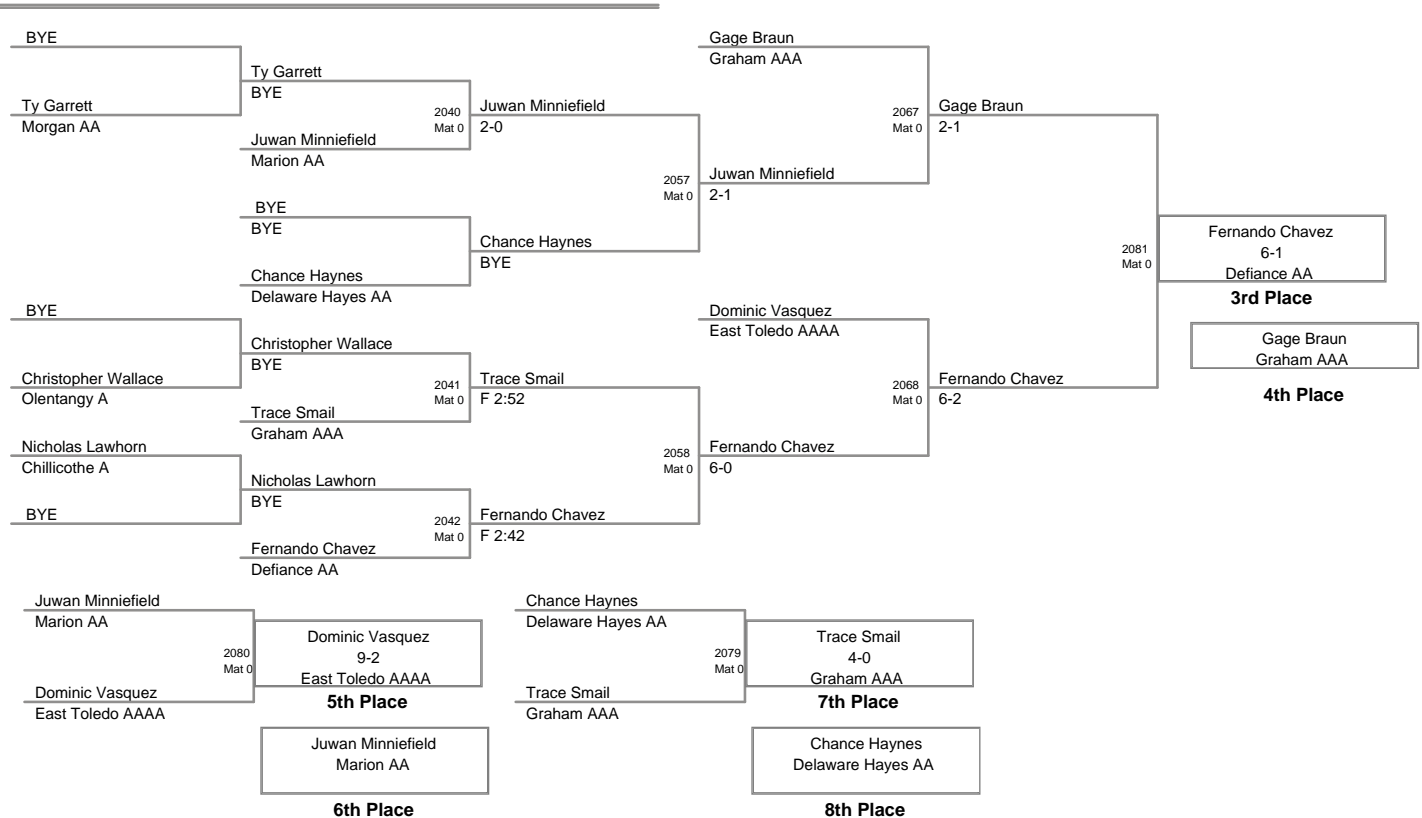 BYE
Ty Garrett
Morgan AA
Ty Garrett
BYE
Juwan Minniefield
Marion AA
2040
Mat 0
Juwan Minniefield
2-0
BYE
BYE
Chance Haynes
Delaware Hayes AA
Chance Haynes
BYE
2057
Mat 0
Juwan Minniefield
2-1
Gage Braun
Graham AAA
2067
Mat 0
Gage Braun
2-1
BYE
Christopher Wallace
Olentangy A
Christopher Wallace
BYE
Trace Smail
Graham AAA
2041
Mat 0
Trace Smail
F 2:52
Nicholas Lawhorn
Chillicothe A
BYE
Nicholas Lawhorn
BYE
Fernando Chavez
Defiance AA
2042
Mat 0
Fernando Chavez
F 2:42
2058
Mat 0
Fernando Chavez
6-0
Dominic Vasquez
East Toledo AAAA
2068
Mat 0
Fernando Chavez
6-2
2081
Mat 0
Fernando Chavez
6-1
Defiance AA
3rd Place
Gage Braun
Graham AAA
4th Place
Juwan Minniefield
Marion AA
Dominic Vasquez
East Toledo AAAA
2080
Mat 0
Dominic Vasquez
9-2
East Toledo AAAA
5th Place
Juwan Minniefield
Marion AA
6th Place
Chance Haynes
Delaware Hayes AA
Trace Smail
Graham AAA
2079
Mat 0
Trace Smail
4-0
Graham AAA
7th Place
Chance Haynes
Delaware Hayes AA
8th Place